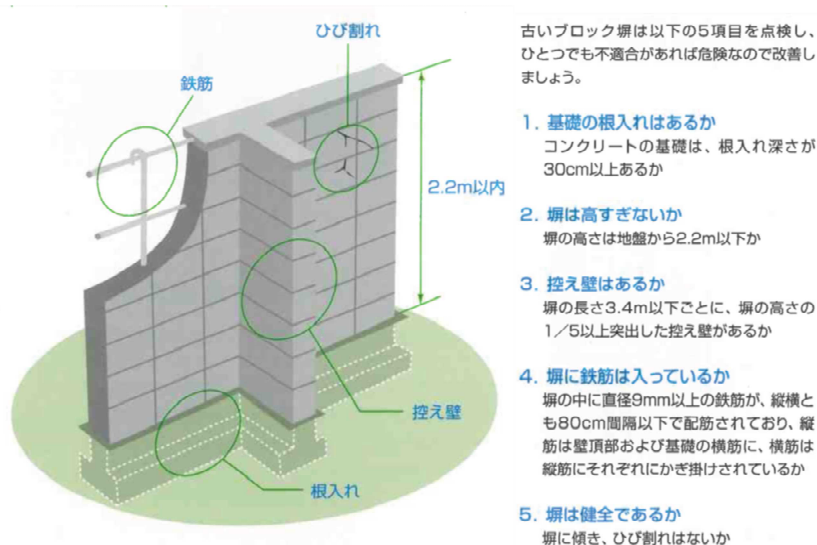 ひび割れ
鉄筋
2.2m以内
控え壁
根入れ
古いブロック塀は以下の5項目を点検し、
ひとつでも不適合があれば危険なので改善し
ましょう。
1. 基礎の根入れはあるか
コンクリートの基礎は、根入れ深さが
30cm以上あるか
2. 塀は高すぎないか
塀の高さは地盤から2.2m以下か
3. 控え壁はあるか
塀の長さ3.4m以下ごとに、塀の高さの
1／5以上突出した控え壁があるか
4. 塀に鉄筋は入っているか
塀の中に直径9mm以上の鉄筋が、縦横と
も80cm間隔以下で配筋されており、縦
筋は壁頂部および基礎の横筋に、横筋は
縦筋にそれぞれにかぎ掛けされているか
5. 塀は健全であるか
塀に傾き、ひび割れはないか